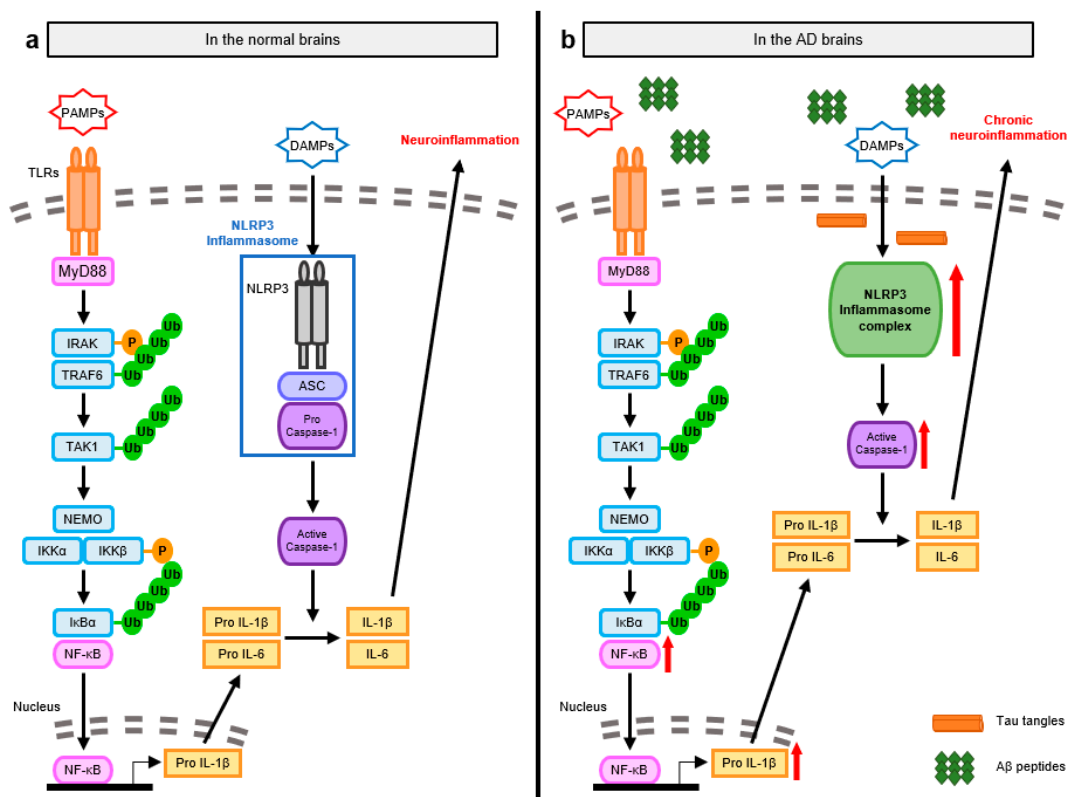 a
In the normal brains
PAMPs
TLRs
MyD88
IRAK
P
Ub
Ub
Ub
Ub
TRAF6
TAK1
Ub
Ub
Ub
Ub
NEMO
IKKα
IKKβ
P
IκBα
Ub
Ub
Ub
Ub
NF-κB
Nucleus
NF-κB
Pro IL-1β
DAMPs
NLRP3
Inflammasome
NLRP3
ASC
Pro
Caspase-1
Active
Caspase-1
Pro IL-1β
Pro IL-6
IL-1β
IL-6
Neuroinflammation
b
In the AD brains
PAMPs
MyD88
IRAK
P
Ub
Ub
Ub
Ub
TRAF6
TAK1
Ub
Ub
Ub
Ub
NEMO
IKKα
IKKβ
P
IκBα
Ub
Ub
Ub
Ub
NF-κB
Nucleus
NF-κB
Pro IL-1β
DAMPs
NLRP3
Inflammasome
complex
Active
Caspase-1
Pro IL-1β
Pro IL-6
IL-1β
IL-6
Chronic
neuroinflammation
Tau tangles
Aβ peptides